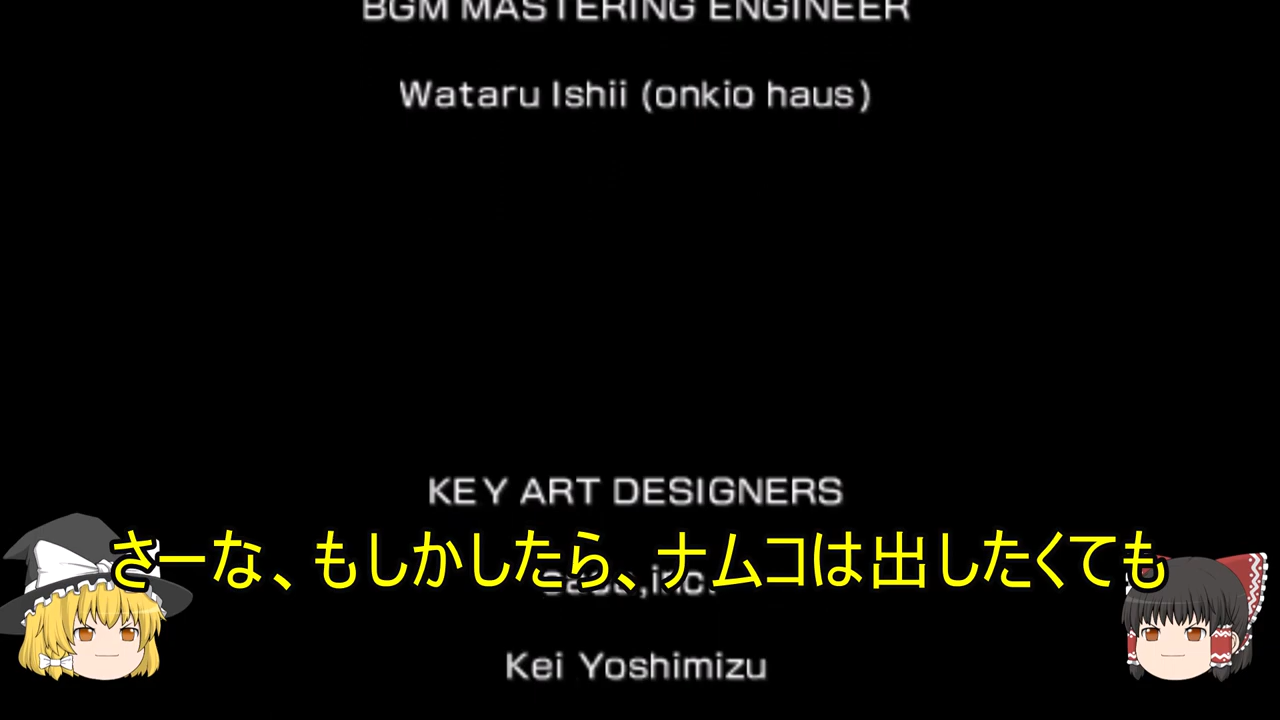 BGM MASTERING ENGINEER
Wataru Ishii (onkio haus)
KEY ART DESIGNERS
さーな、もしかしたら、ナムコは出したくても
Kei Yoshimizu